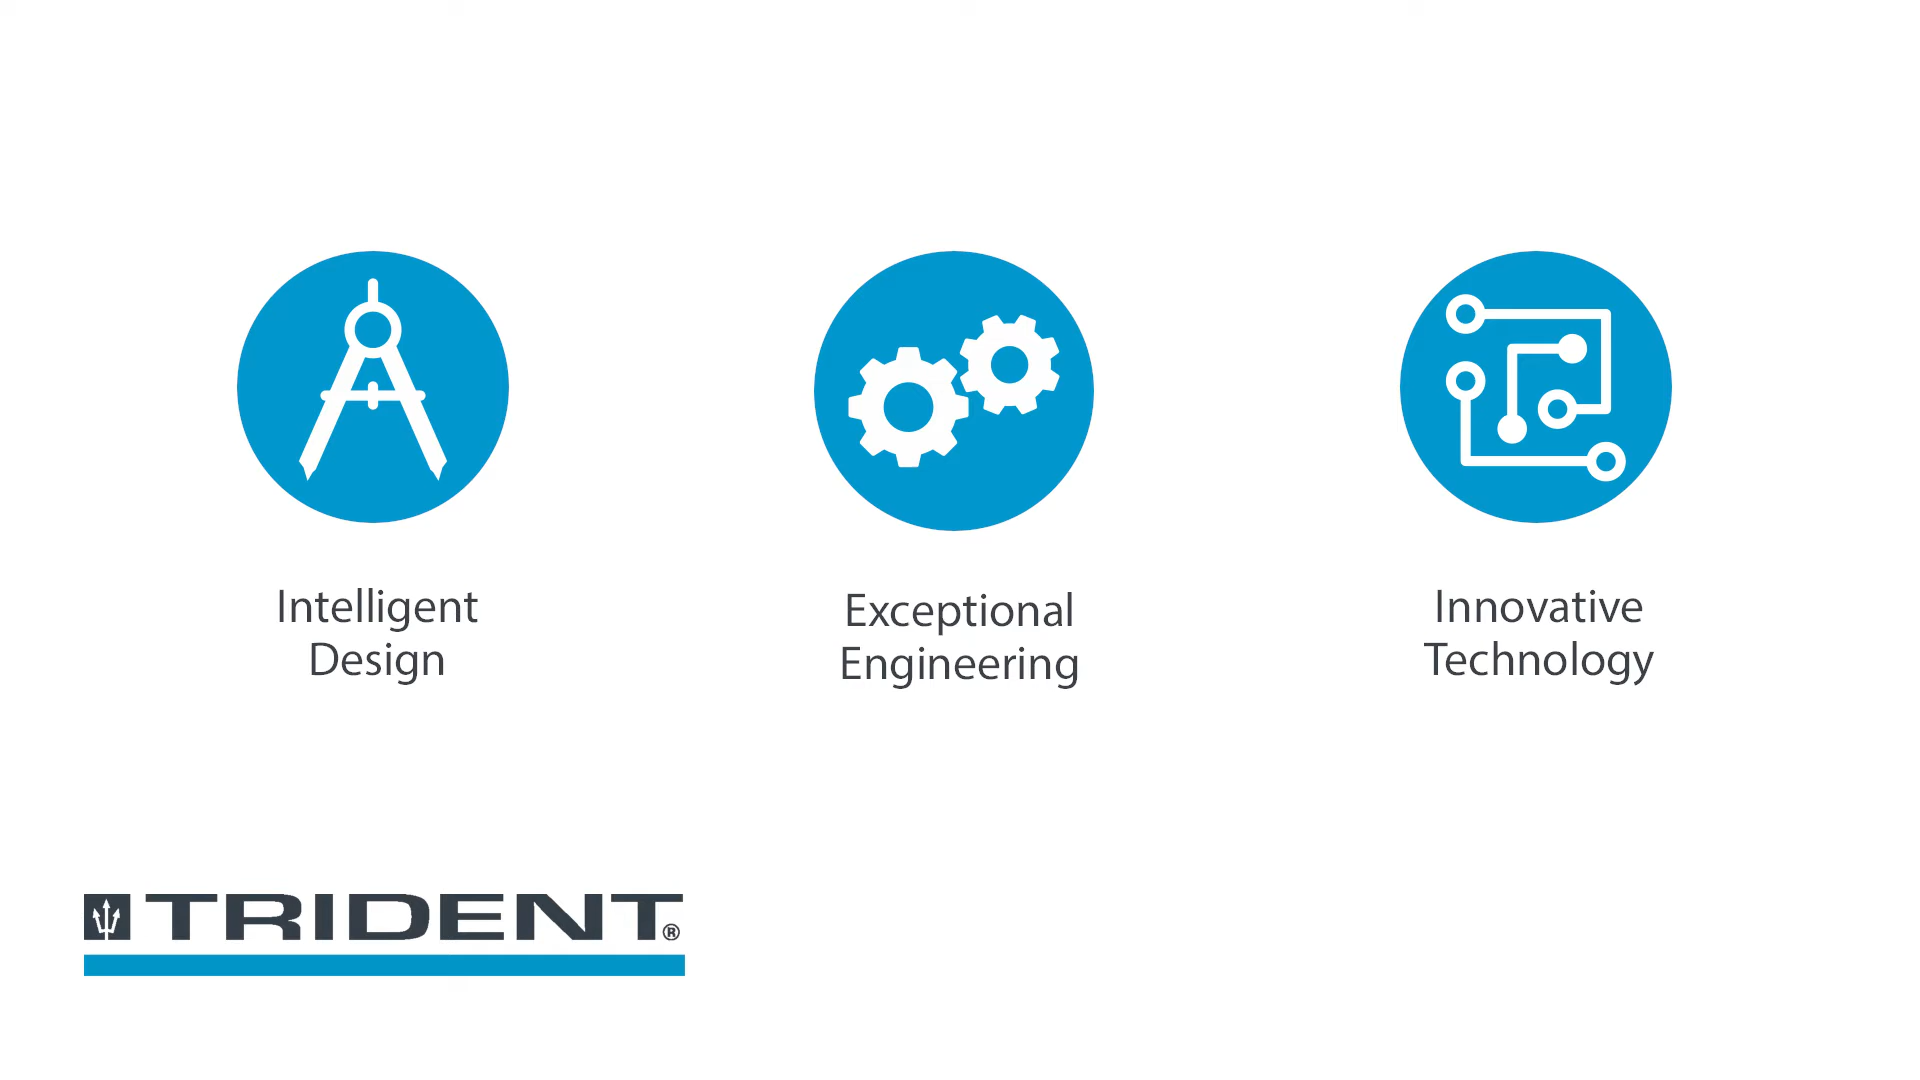 Intelligent
Design
Exceptional
Engineering
Innovative
Technology
TRIDENT®